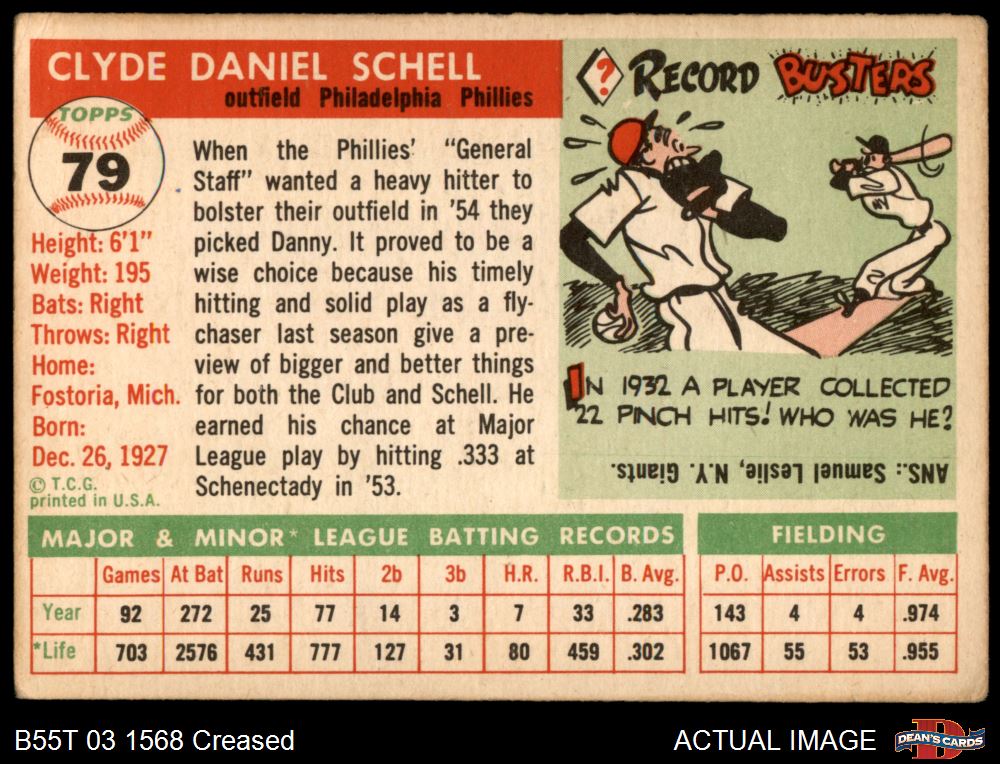 CLYDE DANIEL SCHELL
outfield Philadelphia Phillies
TOPPS
79
Height: 6'1"
Weight: 195
Bats: Right
Throws: Right
Home:
Fostoria, Mich.
Born:
Dec. 26, 1927
© T.C.G.
printed in U.S.A.
When the Phillies' "General
Staff" wanted a heavy hitter to
bolster their outfield in '54 they
picked Danny. It proved to be a
wise choice because his timely
hitting and solid play as a fly-
chaser last season give a pre-
view of bigger and better things
for both the Club and Schell. He
earned his chance at Major
League play by hitting .333 at
Schenectady in '53.
? RECORD BUSTERS
IN 1932 A PLAYER COLLECTED
22 PINCH HITS! WHO WAS HE?
ANS.: Samuel Leslie, N.Y. Giants.
MAJOR & MINOR* LEAGUE BATTING RECORDS
Games At Bat Runs Hits 2b 3b H.R. R.B.I. B. Avg.
Year 92 272 25 77 14 3 7 33 .283
*Life 703 2576 431 777 127 31 80 459 .302
FIELDING
P.O. Assists Errors F. Avg.
143 4 4 .974
1067 55 53 .955
B55T 03 1568 Creased
ACTUAL IMAGE
DEAN'S CARDS